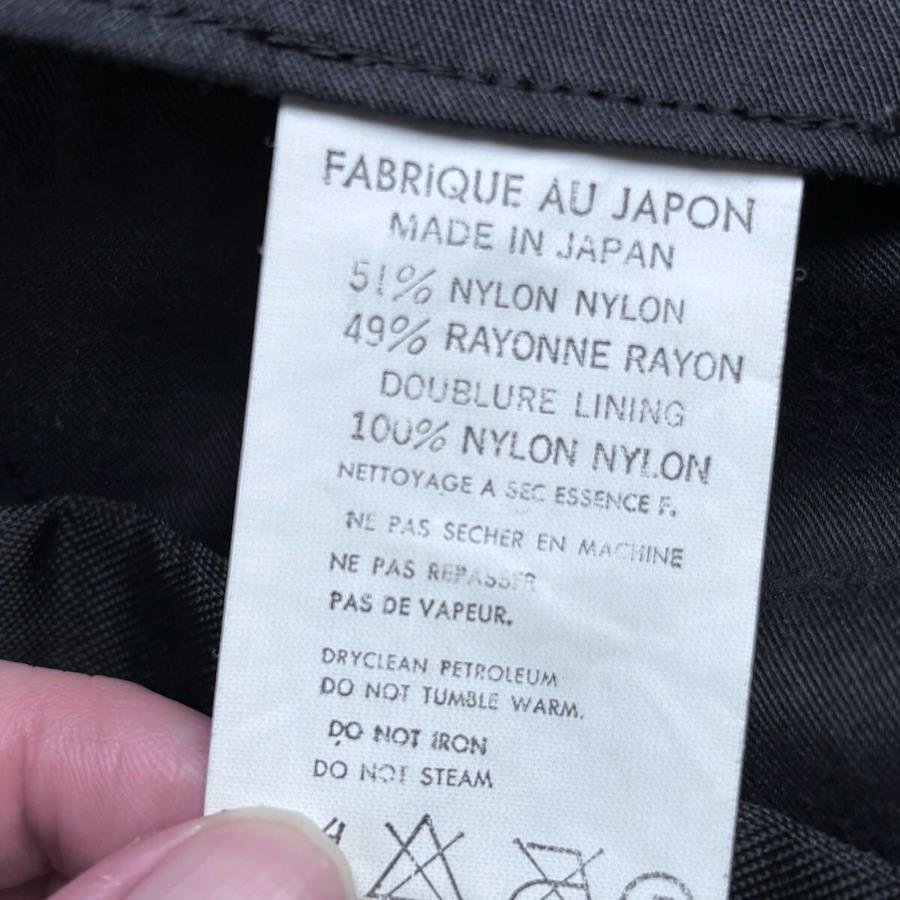 FABRiQUE AU JAPON
MADE IN JAPAN
51% NYLON NYLON
49% RAYONNE RAYON
DOUBLURE LINING
100% NYLON NYLON
NETTOYAGE A SEC ESSENCE F.
NE PAS SECHER EN MACHINE
NE PAS REPASSER
PAS DE VAPEUR.
DRYCLEAN PETROLEUM
DO NOT TUMBLE WARM.
DO NOT IRON
DO NOT STEAM